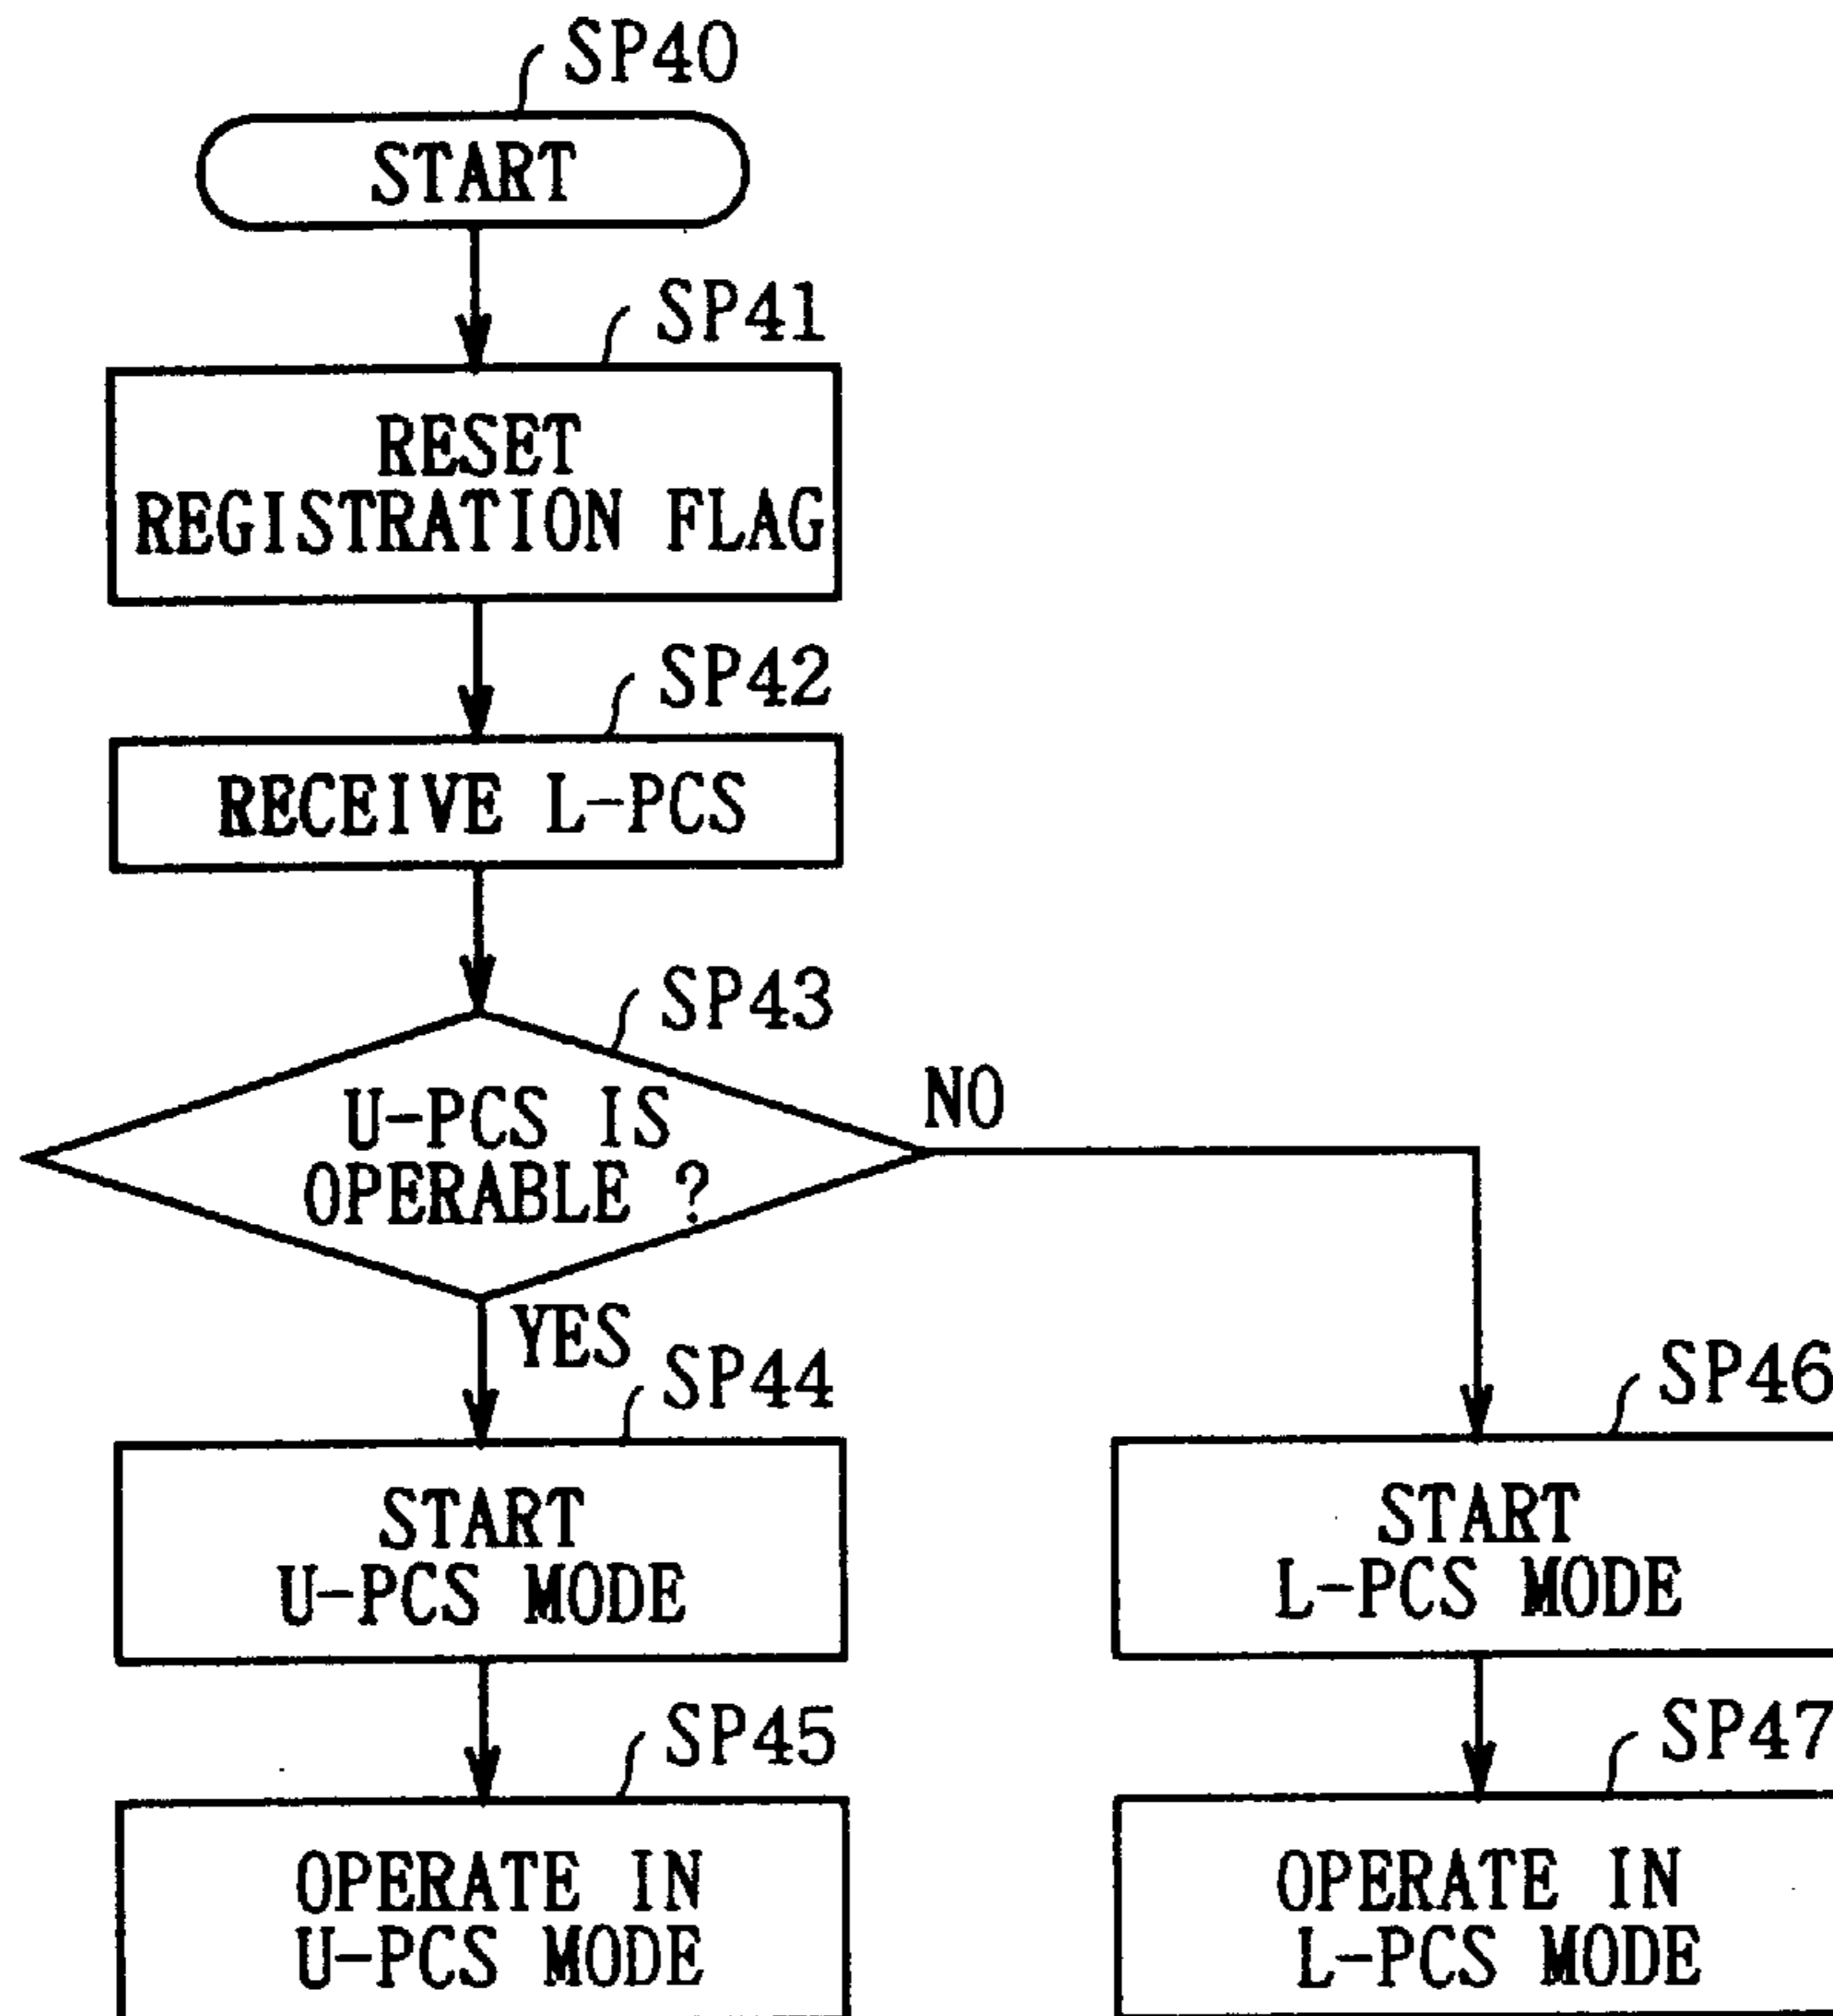 SP40
START
SP41
RESET
REGISTRATION FLAG
SP42
RECEIVE L-PCS
SP43
U-PCS IS
OPERABLE ?
NO
YES
SP44
START
U-PCS MODE
SP45
OPERATE IN
U-PCS MODE
SP46
START
L-PCS MODE
SP47
OPERATE IN
L-PCS MODE